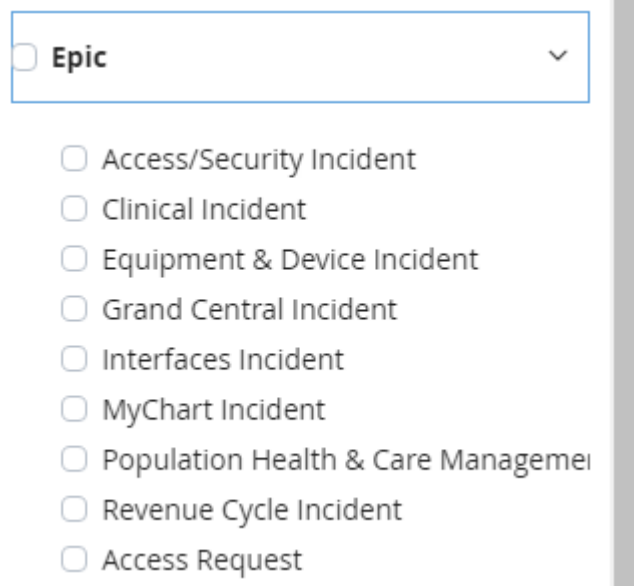 Epic
Access/Security Incident
Clinical Incident
Equipment & Device Incident
Grand Central Incident
Interfaces Incident
MyChart Incident
Population Health & Care
Revenue Cycle Incident
Access Request